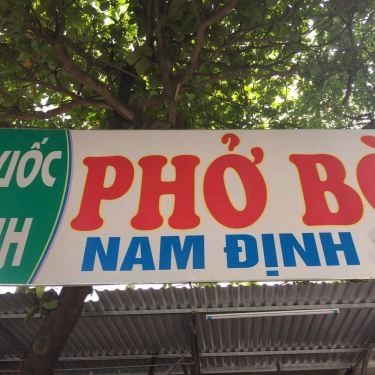 PHỞ BÒ
NAM ĐỊNH